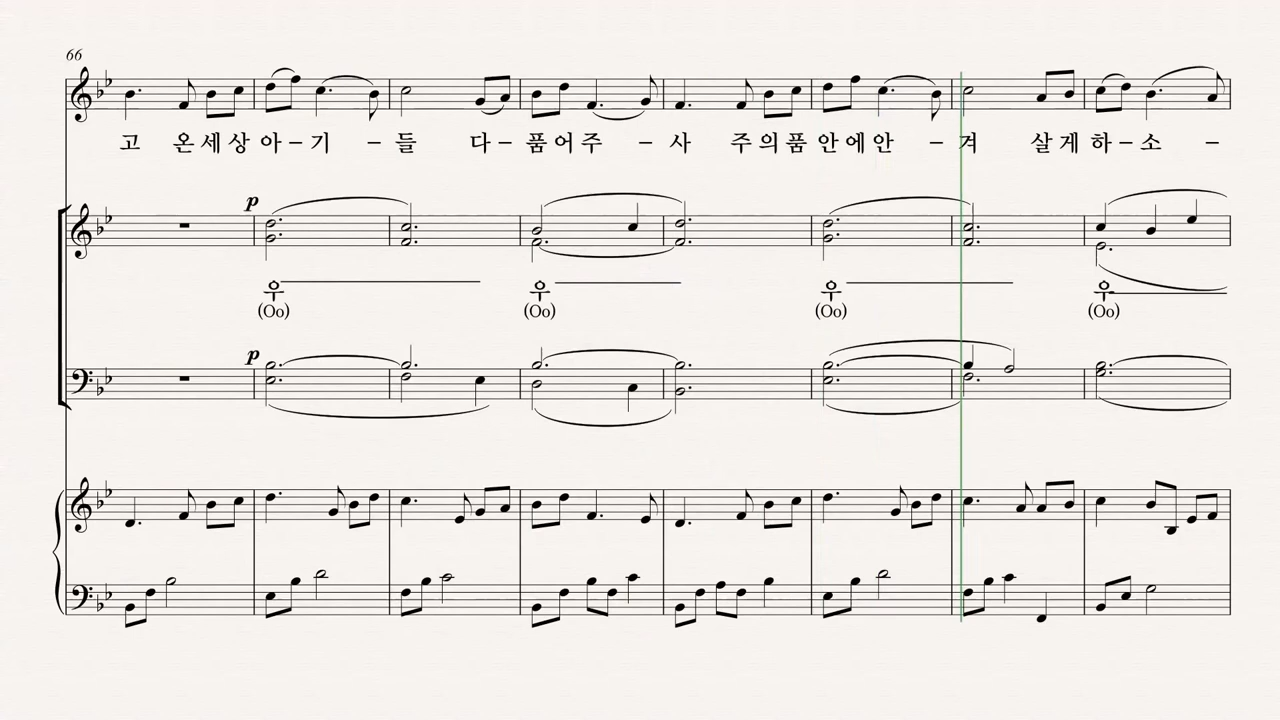 66
고 온세상아–기 –들 다–품어주 –사 주의품안에안 –겨 살게하–소 –
p
우 우 우 우
(Oo) (Oo) (Oo) (Oo)
p